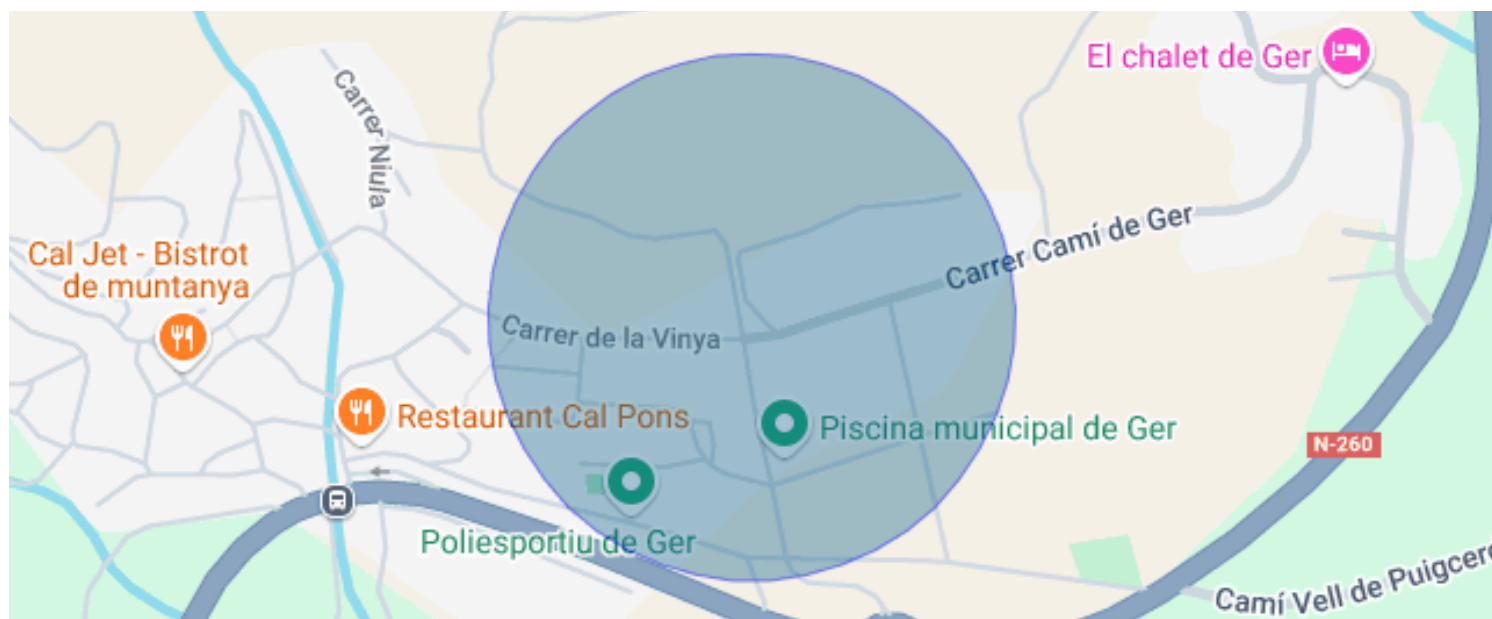 El chalet de Ger
Carrer Niula
Carrer Camí de Ger
Cal Jet - Bistrot
de muntanya
Carrer de la Vinya
Restaurant Cal Pons
Piscina municipal de Ger
N-260
Poliesportiu de Ger
Camí Vell de Puigcerd